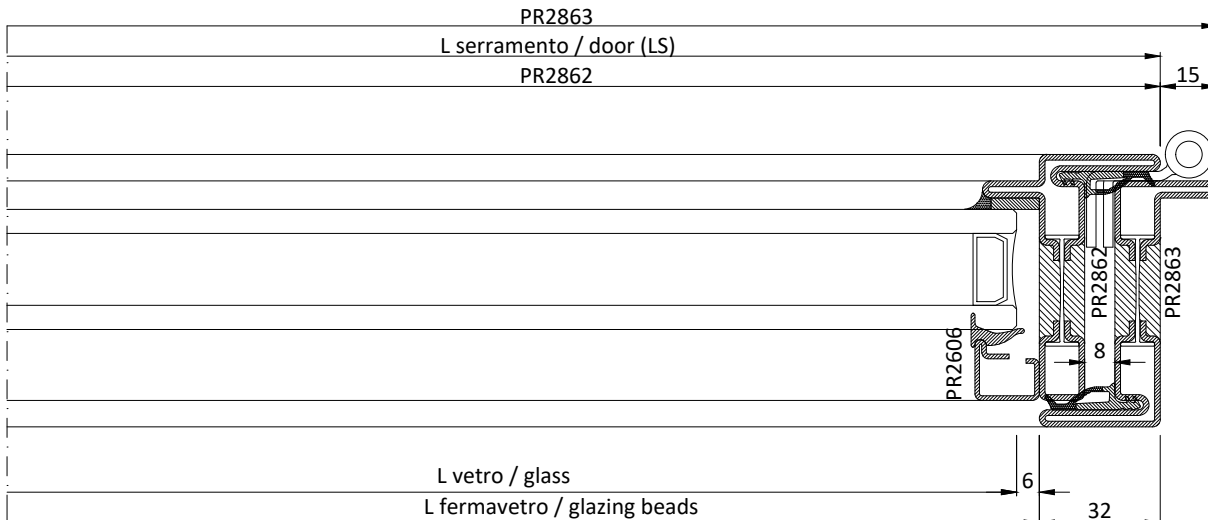 PR2863
L serramento / door (LS)
PR2862
15
PR2862
PR2863
PR2606
8
L vetro / glass
6
L fermavetro / glazing beads
32